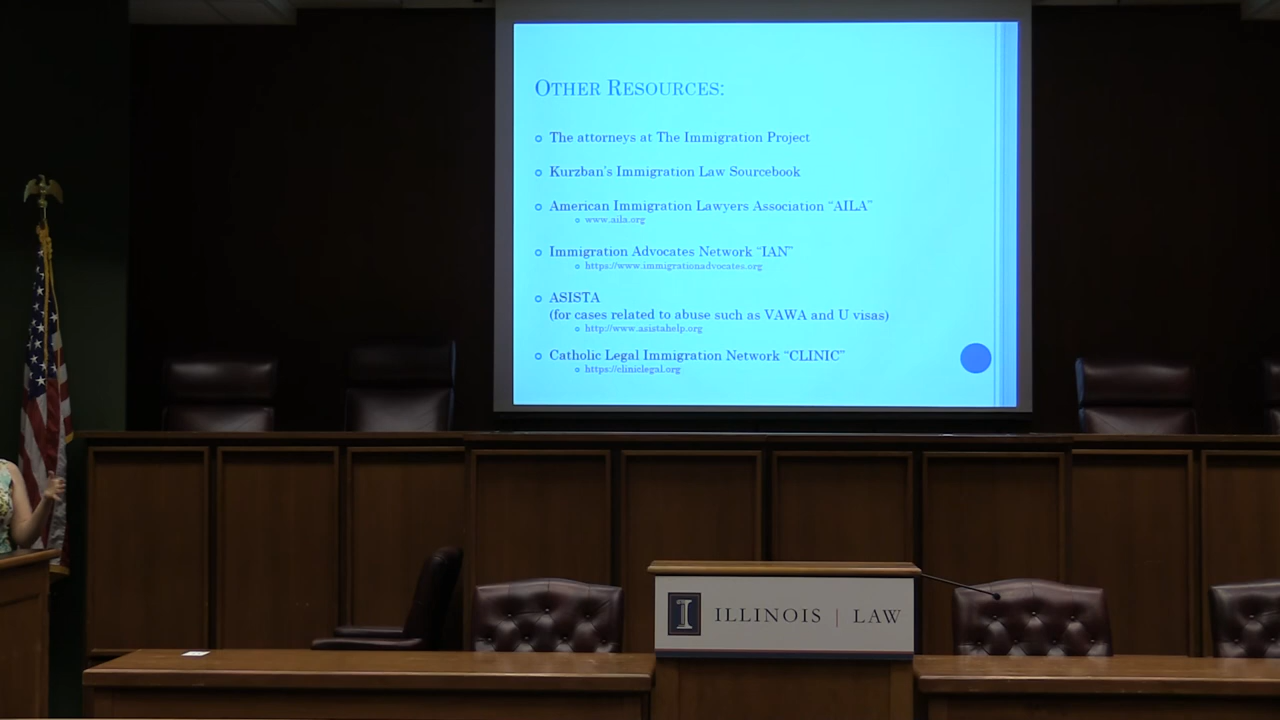 OTHER RESOURCES:
The attorneys at The Immigration Project
Kurzban's Immigration Law Sourcebook
American Immigration Lawyers Association “AILA”
www.aila.org
Immigration Advocates Network “IAN”
https://www.immigrationadvocates.org
ASISTA
(for cases related to abuse such as VAWA and U visas)
http://www.asistahelp.org
Catholic Legal Immigration Network “CLINIC”
https://cliniclegal.org
I ILLINOIS | LAW